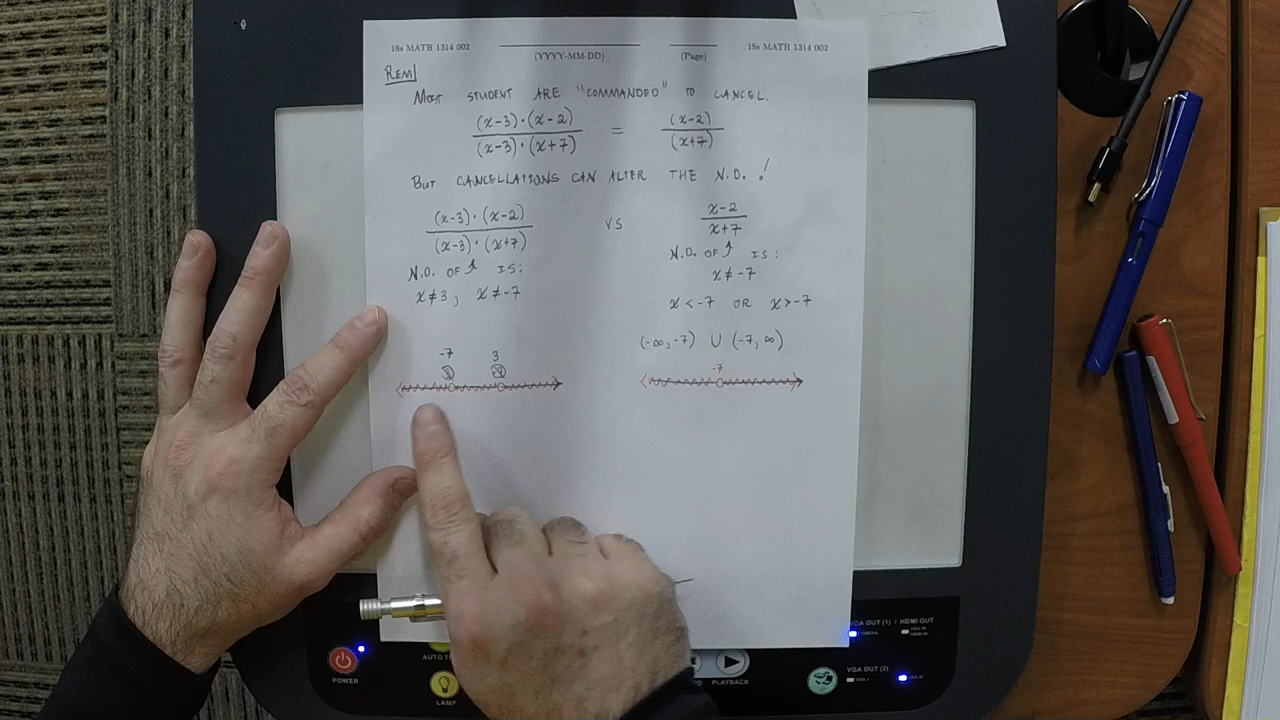 18s MATH 1314 002 (YYYY-MM-DD) (Page) 18s MATH 1314 002
REM
MOST STUDENT ARE "COMMANDED" TO CANCEL.
(x-3)·(x-2) / (x-3)·(x+7) = (x-2) / (x+7)
BUT CANCELLATIONS CAN ALTER THE N.D. !
(x-3)·(x-2) / (x-3)·(x+7) VS x-2 / x+7
N.D. OF ↑ IS:
x≠3, x≠-7
N.D. OF ↑ IS:
x≠-7
x<-7 OR x>-7
(-∞,-7) ∪ (-7,∞)
-7 3
-7
POWER
LAMP
PLAYBACK
VGA OUT (1) / HDMI OUT
VGA OUT (2)